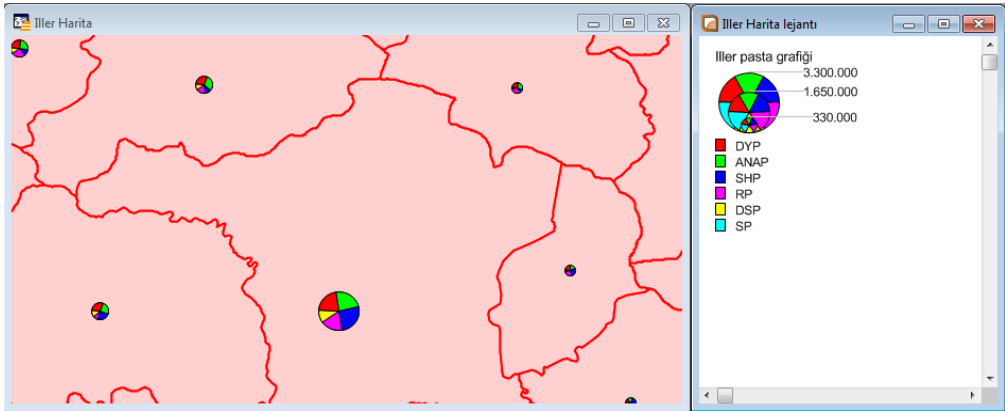 Iller Harita
Iller Harita lejantı
Iller pasta grafiği
3.300.000
1.650.000
330.000
DYP
ANAP
SHP
RP
DSP
SP